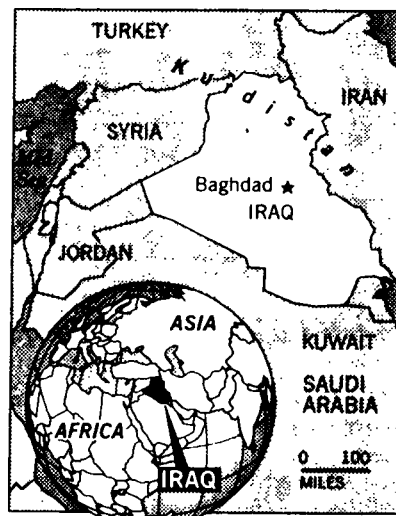 TURKEY
Kurdistan
IRAN
SYRIA
Baghdad
IRAQ
JORDAN
ASIA
KUWAIT
SAUDI
ARABIA
AFRICA
IRAQ
0 100
MILES